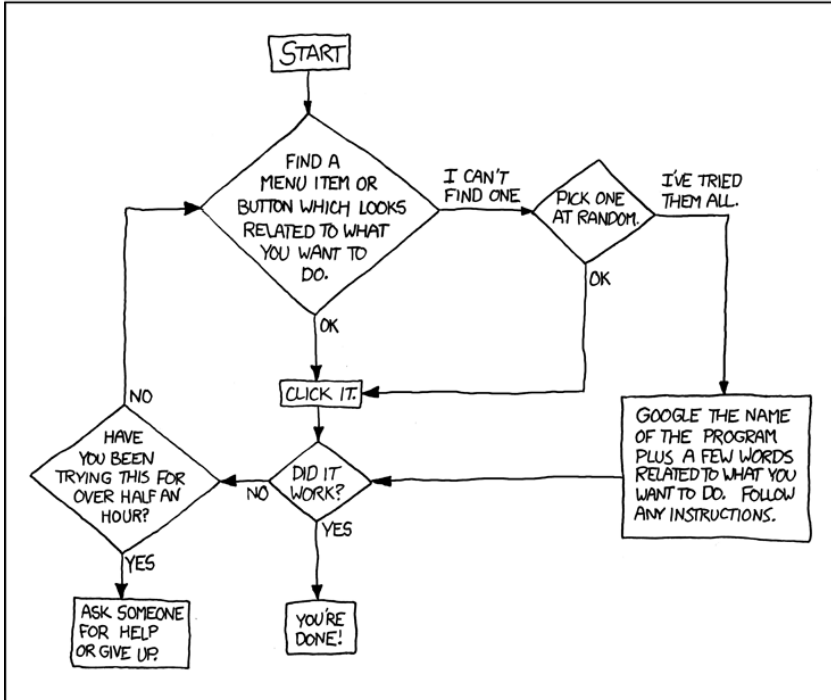 START
FIND A
MENU ITEM OR
BUTTON WHICH LOOKS
RELATED TO WHAT
YOU WANT TO
DO.
I CAN'T
FIND ONE
PICK ONE
AT RANDOM.
I'VE TRIED
THEM ALL.
OK
OK
CLICK IT.
NO
HAVE
YOU BEEN
TRYING THIS FOR
OVER HALF AN
HOUR?
NO
DID IT
WORK?
GOOGLE THE NAME
OF THE PROGRAM
PLUS A FEW WORDS
RELATED TO WHAT YOU
WANT TO DO. FOLLOW
ANY INSTRUCTIONS.
YES
YES
ASK SOMEONE
FOR HELP
OR GIVE UP.
YOU'RE
DONE!